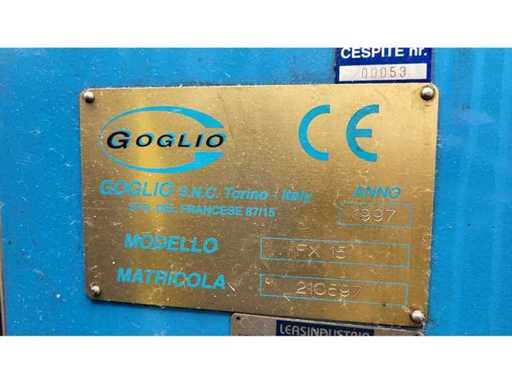 CESPITE nr.
00053
GOGLIO
CE
GOGLIO S.N.C. Torino - Italy
STR. DEL FRANCESE 87/15
ANNO
1997
MODELLO
FX 15
MATRICOLA
210697
LEASINDUSTRIA